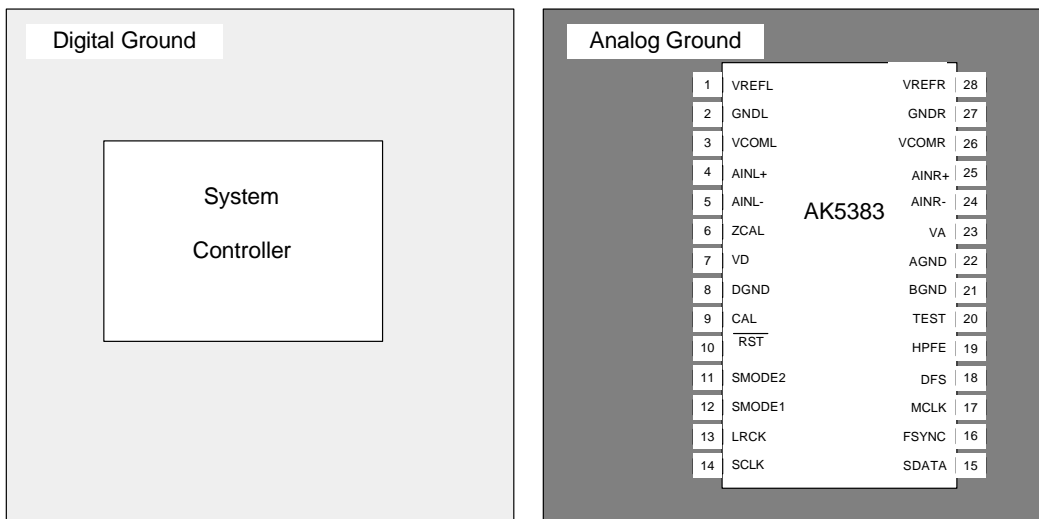 Digital Ground
System
Controller
Analog Ground
AK5383
1 VREFL VREFR 28
2 GNDL GNDR 27
3 VCOML VCOMR 26
4 AINL+ AINR+ 25
5 AINL- AINR- 24
6 ZCAL VA 23
7 VD AGND 22
8 DGND BGND 21
9 CAL TEST 20
10 RST HPFE 19
11 SMODE2 DFS 18
12 SMODE1 MCLK 17
13 LRCK FSYNC 16
14 SCLK SDATA 15